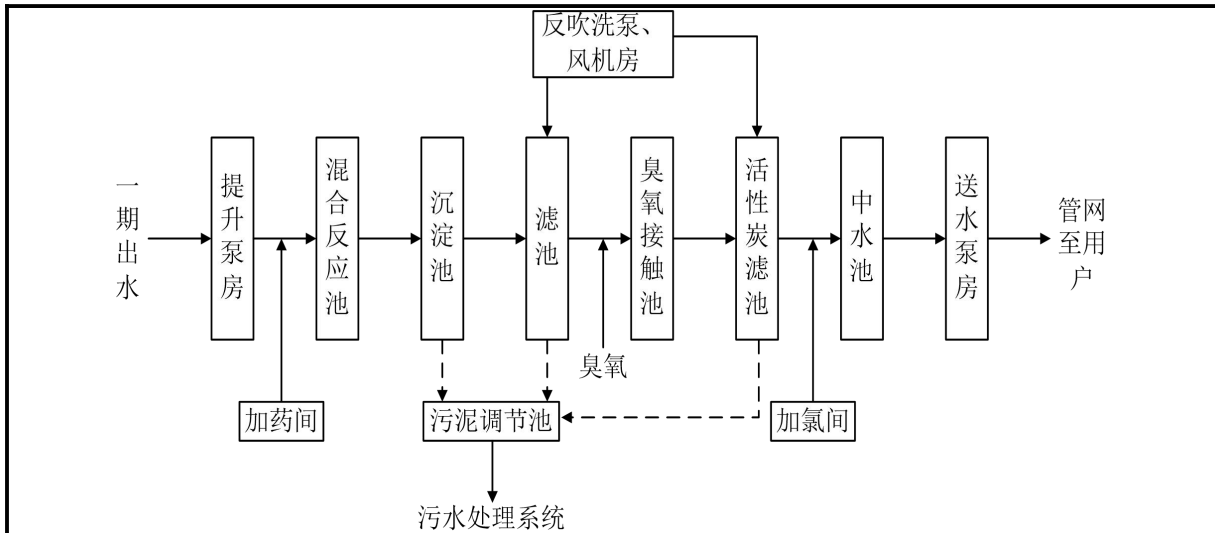 反吹洗泵、
风机房
一期出水
提升泵房
混合反应池
沉淀池
滤池
臭氧接触池
活性炭滤池
中水池
送水泵房
管网
至用
户
臭氧
加药间
污泥调节池
加氯间
污水处理系统